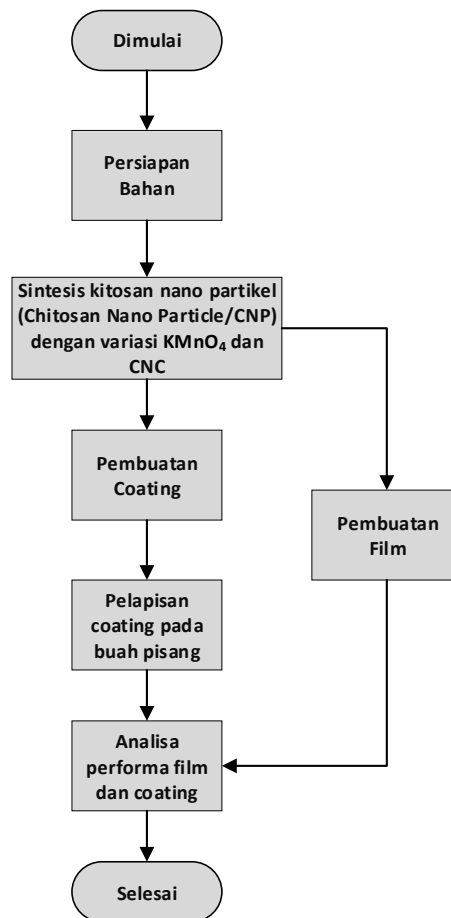 Dimulai
Persiapan
Bahan
Sintesis kitosan nano partikel
(Chitosan Nano Particle/CNP)
dengan variasi KMnO₄ dan
CNC
Pembuatan
Coating
Pembuatan
Film
Pelapisan
coating pada
buah pisang
Analisa
performa film
dan coating
Selesai